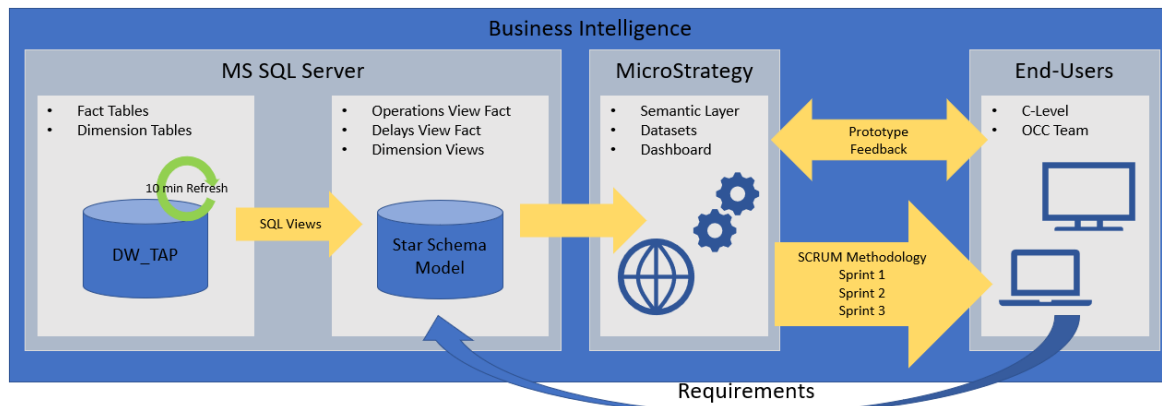 Business Intelligence
MS SQL Server
• Fact Tables
• Dimension Tables
10 min Refresh
DW_TAP
SQL Views
• Operations View Fact
• Delays View Fact
• Dimension Views
Star Schema
Model
MicroStrategy
• Semantic Layer
• Datasets
• Dashboard
Prototype
Feedback
SCRUM Methodology
Sprint 1
Sprint 2
Sprint 3
End-Users
• C-Level
• OCC Team
Requirements